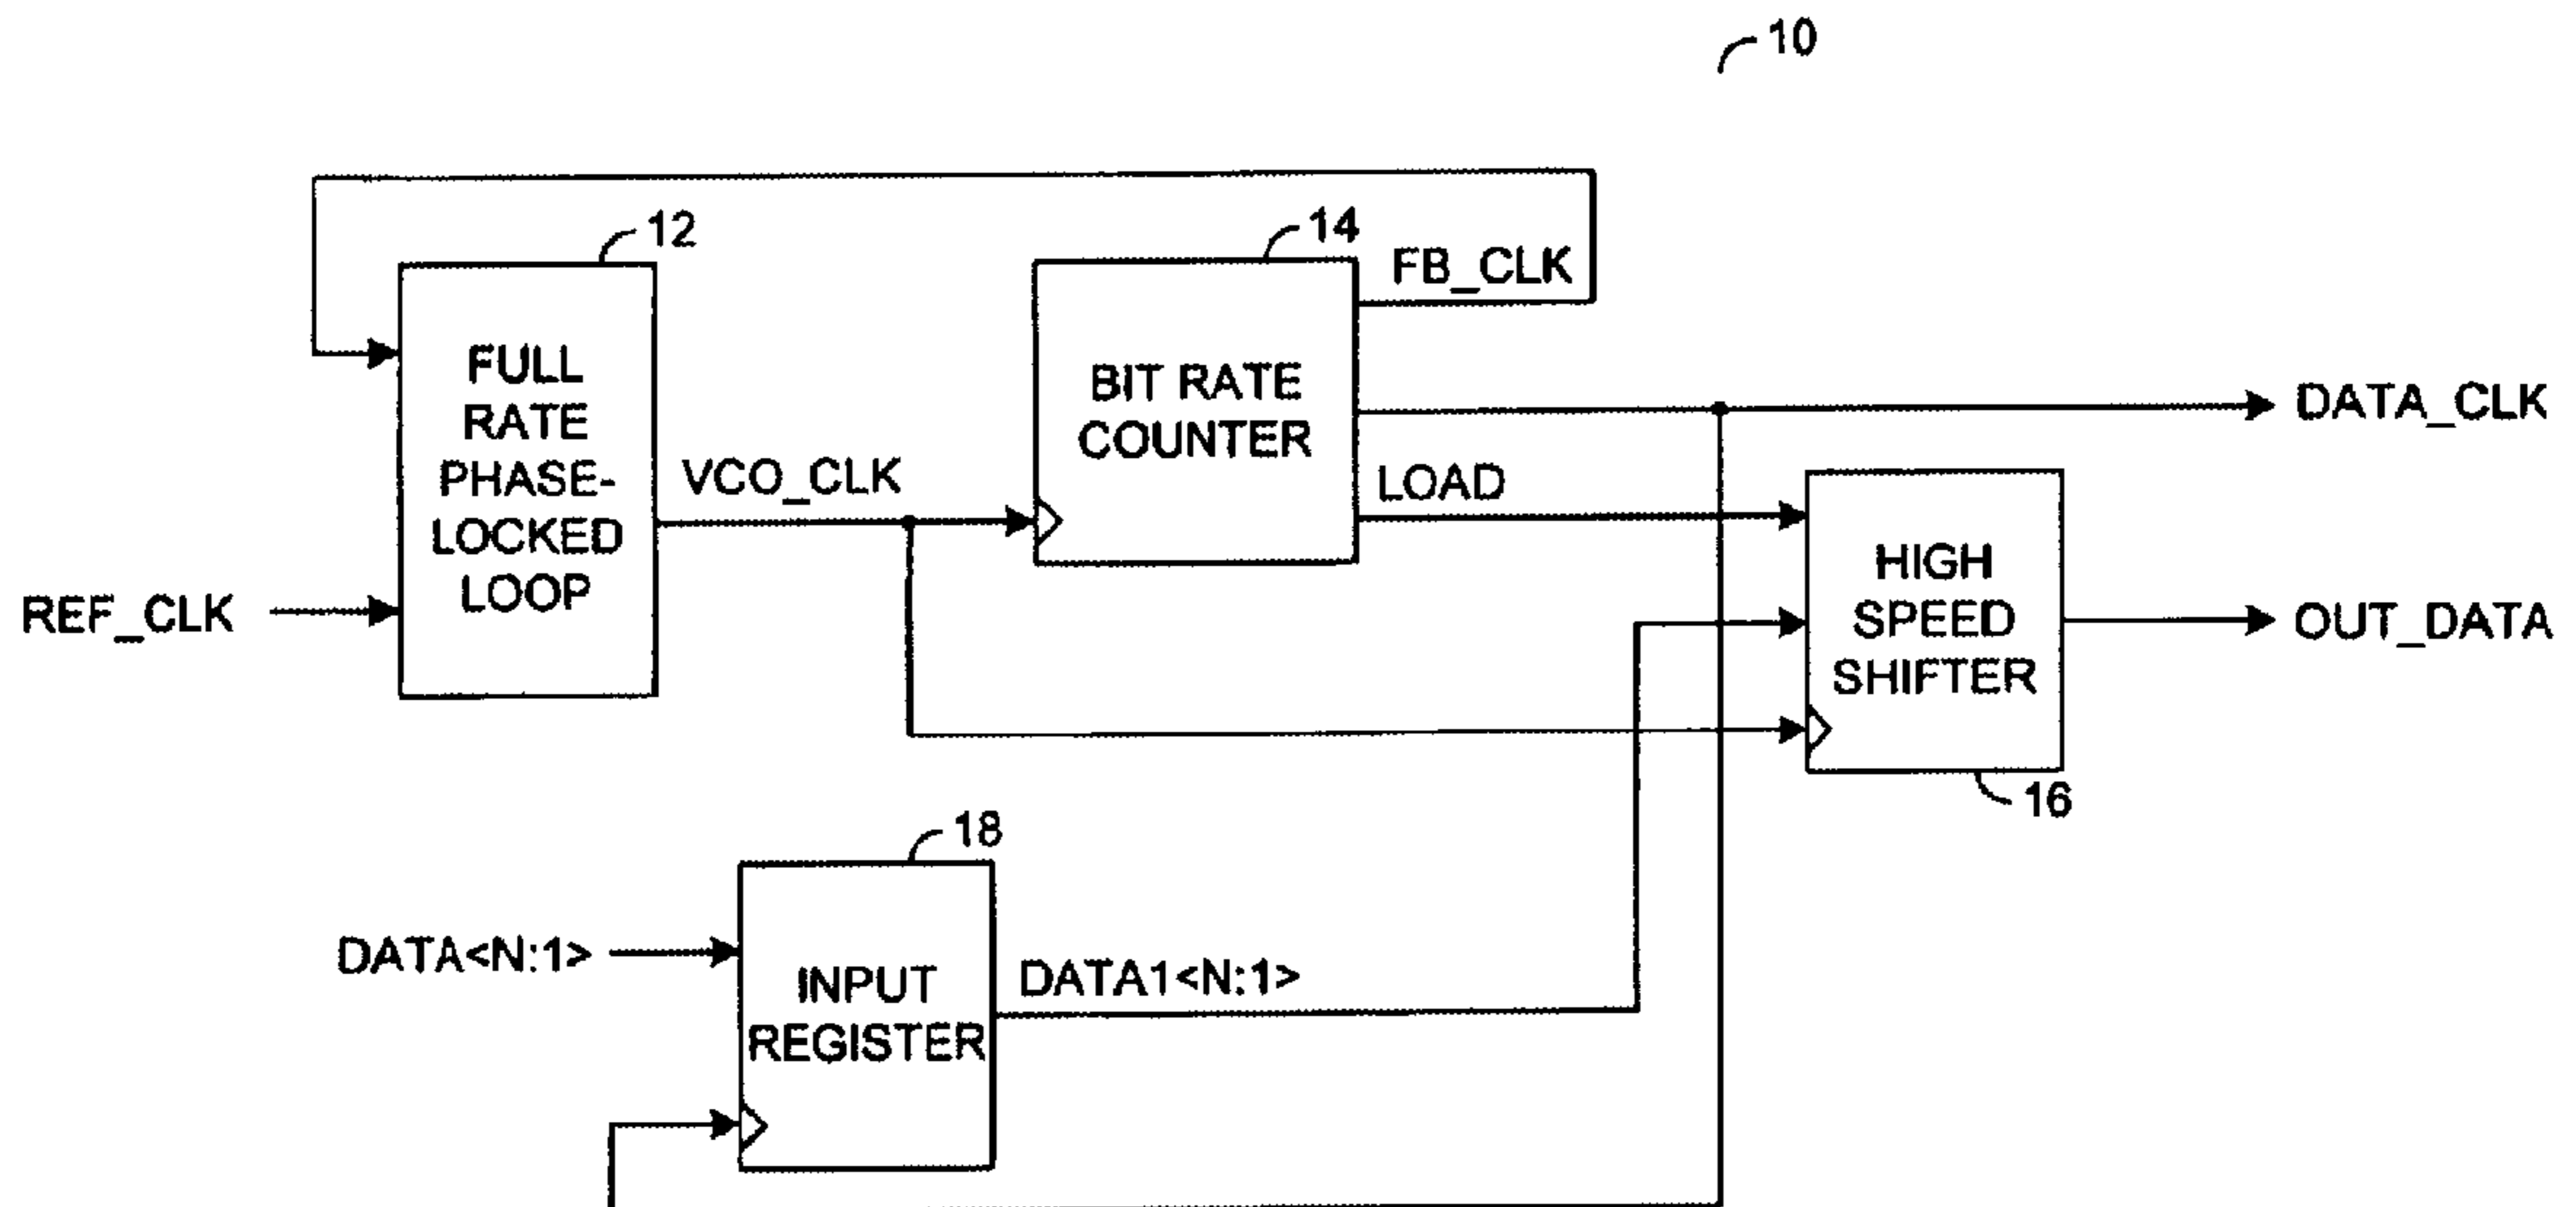 10
12
FULL
RATE
PHASE-
LOCKED
LOOP
REF_CLK
VCO_CLK
14
BIT RATE
COUNTER
FB_CLK
LOAD
DATA_CLK
HIGH
SPEED
SHIFTER
16
OUT_DATA
18
DATA<N:1>
INPUT
REGISTER
DATA1<N:1>